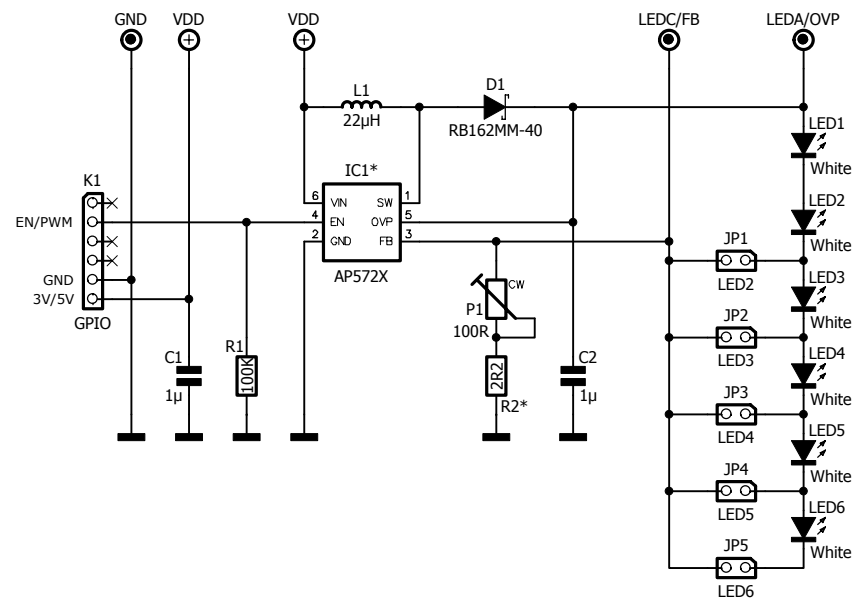 GND
VDD
VDD
LEDC/FB
LEDA/OVP
L1
22µH
D1
RB162MM-40
LED1
White
IC1*
K1
6
VIN
SW
1
EN/PWM
4
EN
OVP
5
2
GND
FB
3
AP572X
LED2
White
JP1
LED2
GND
3V/5V
GPIO
CW
P1
100R
LED3
White
JP2
LED3
C1
1µ
R1
100K
2R2
R2*
C2
1µ
LED4
White
JP3
LED4
LED5
White
JP4
LED5
LED6
White
JP5
LED6